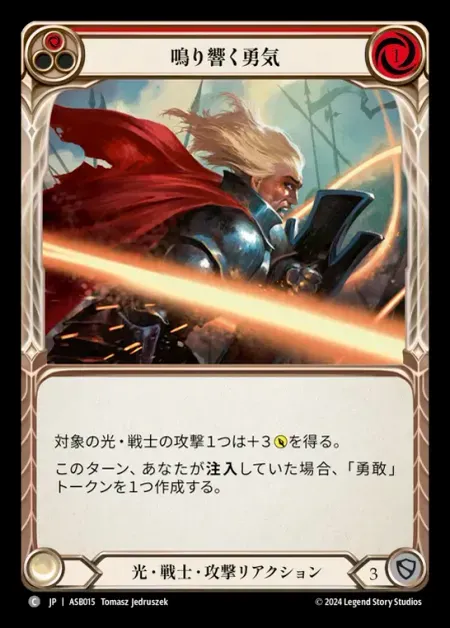 1
鳴り響く勇気
対象の光・戦士の攻撃1つは+3を得る。
このターン、あなたが注入していた場合、「勇敢」
トークンを1つ作成する。
光・戦士・攻撃リアクション
3
C JP | ASB015 Tomasz Jedruszek
© 2024 Legend Story Studios